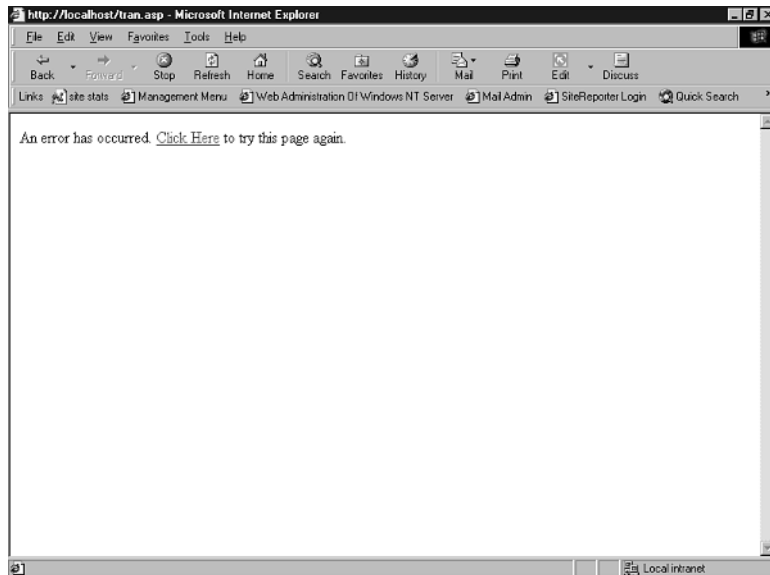 http://localhost/tran.asp - Microsoft Internet Explorer
File Edit View Favorites Tools Help
Back Forward Stop Refresh Home Search Favorites History Mail Print Edit Discuss
Links site stats Management Menu Web Administration Of Windows NT Server Mail Admin SiteReporter Login Quick Search
An error has occurred. Click Here to try this page again.
Local intranet